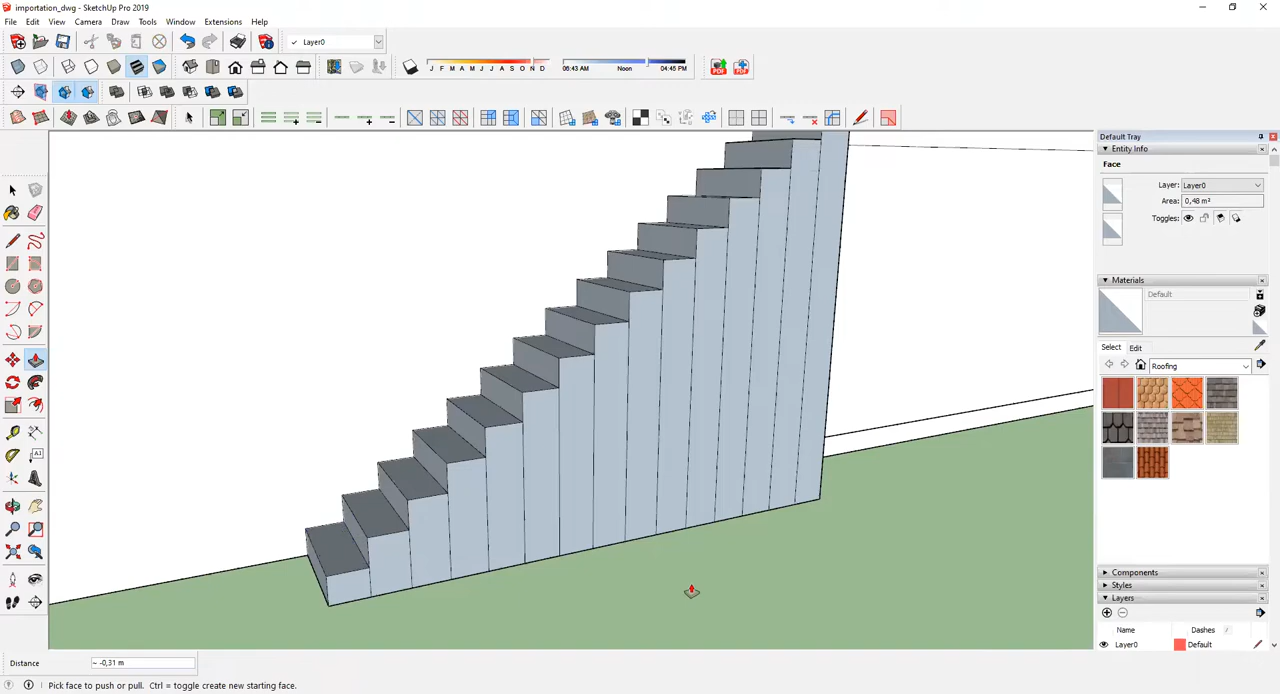 importation_dwg - SketchUp Pro 2019
File Edit View Camera Draw Tools Window Extensions Help
Layer0
J F M A M J J A S O N D
06:43 AM Noon 04:45 PM
PDF PDF
Default Tray
Entity Info
Face
Layer: Layer0
Area: 0,48 m²
Toggles:
Materials
Default
Select Edit
Roofing
A1
Components
Styles
Layers
Name Dashes
Layer0 Default
Distance ~ -0,31 m
Pick face to push or pull. Ctrl = toggle create new starting face.